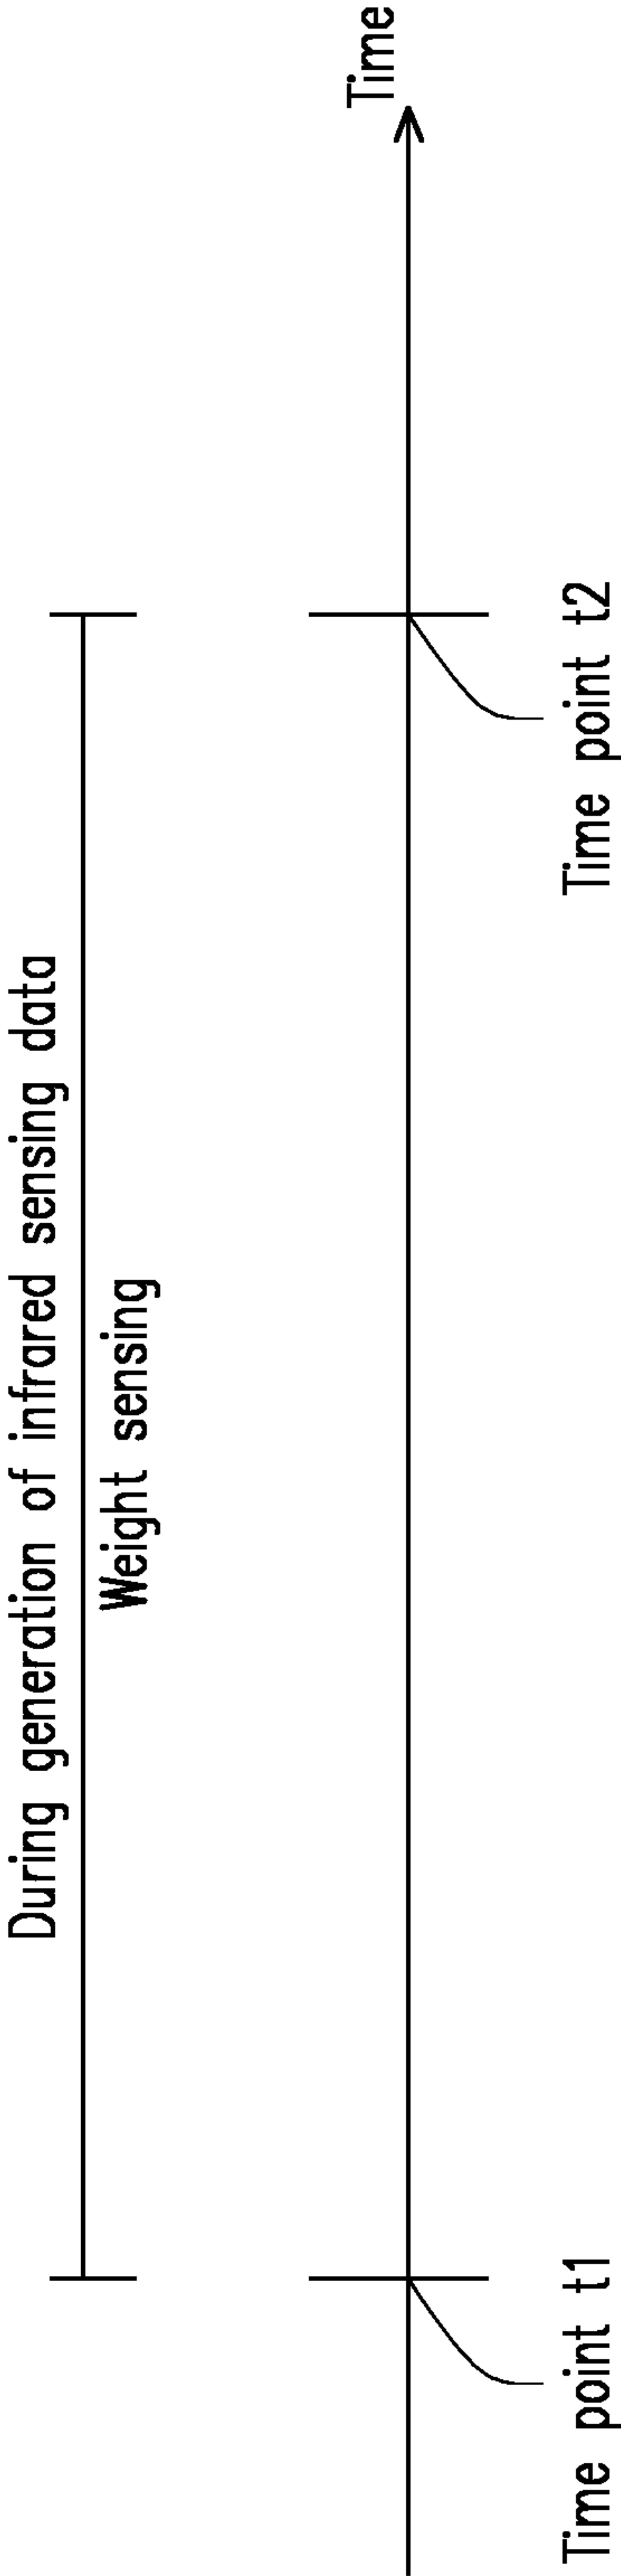 During generation of infrared sensing data
Weight sensing
Time
Time point t1
Time point t2